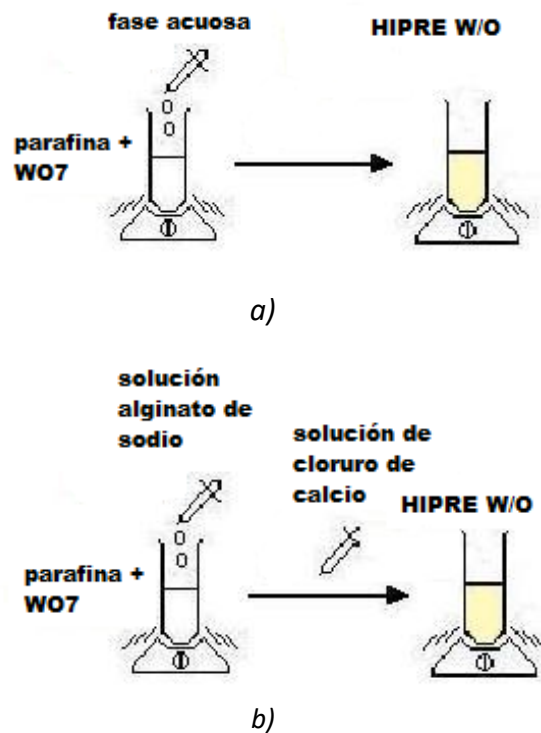 fase acuosa
HIPRE W/O
parafina +
WO7
a)
solución
alginato de
sodio
solución de
cloruro de
calcio
HIPRE W/O
parafina +
WO7
b)